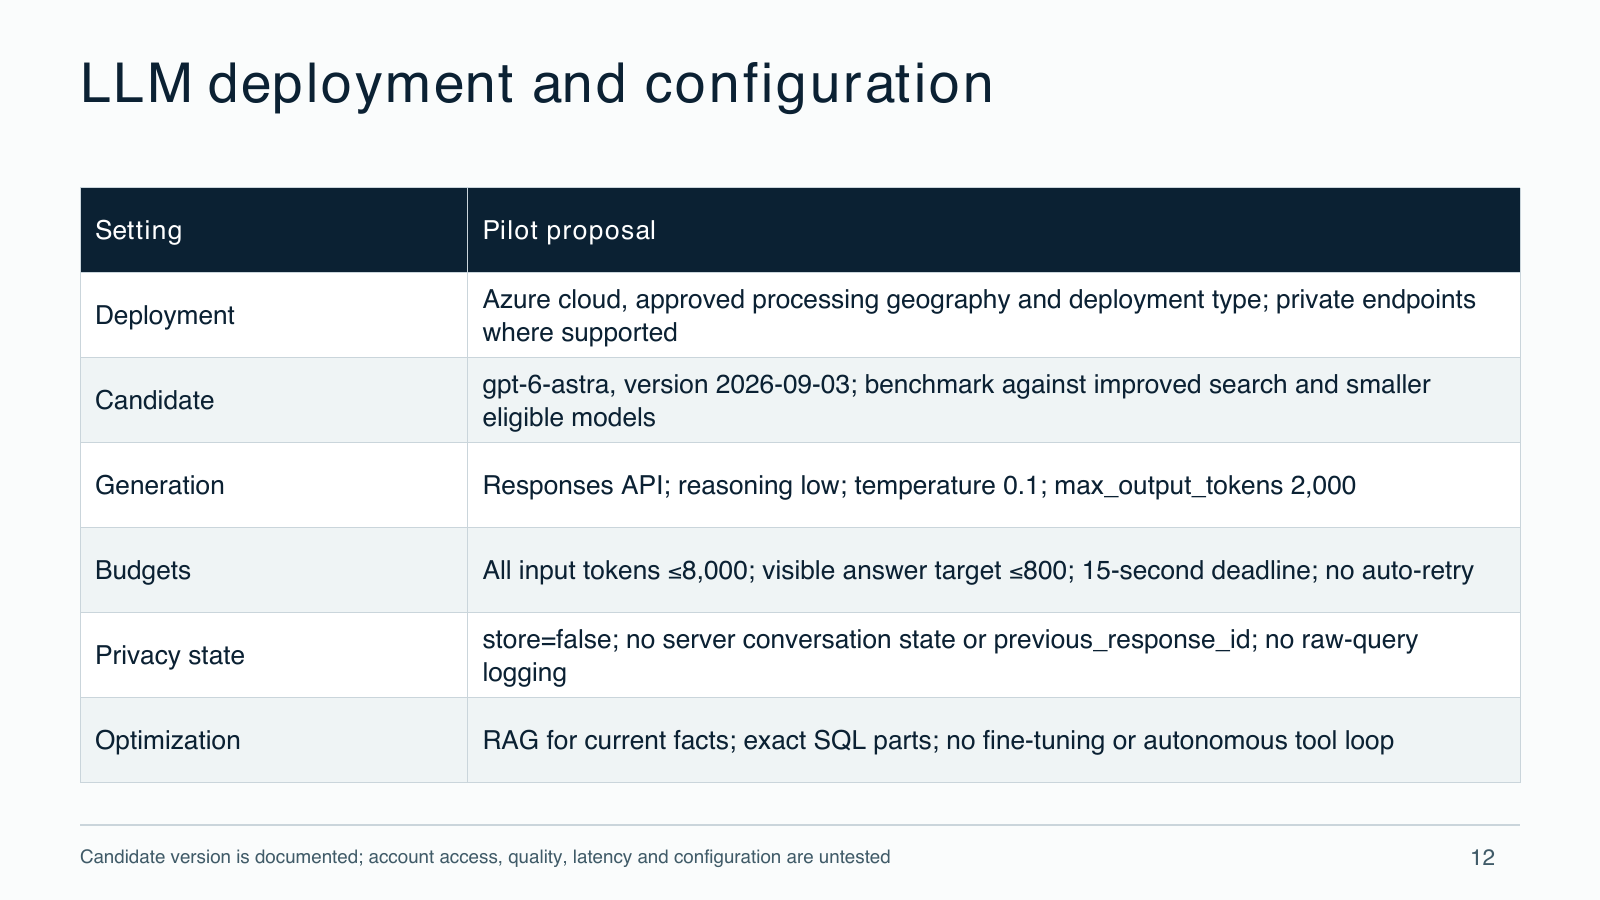 LLM deployment and configuration
Setting
Pilot proposal
Deployment
Azure cloud, approved processing geography and deployment type; private endpoints
where supported
Candidate
gpt-6-astra, version 2026-09-03; benchmark against improved search and smaller
eligible models
Generation
Responses API; reasoning low; temperature 0.1; max_output_tokens 2,000
Budgets
All input tokens ≤8,000; visible answer target ≤800; 15-second deadline; no auto-retry
Privacy state
store=false; no server conversation state or previous_response_id; no raw-query
logging
Optimization
RAG for current facts; exact SQL parts; no fine-tuning or autonomous tool loop
Candidate version is documented; account access, quality, latency and configuration are untested
12